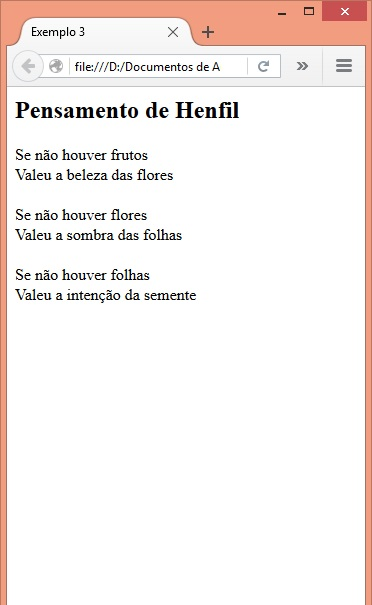 Exemplo 3
file:///D:/Documentos de A
Pensamento de Henfil
Se não houver frutos
Valeu a beleza das flores
Se não houver flores
Valeu a sombra das folhas
Se não houver folhas
Valeu a intenção da semente